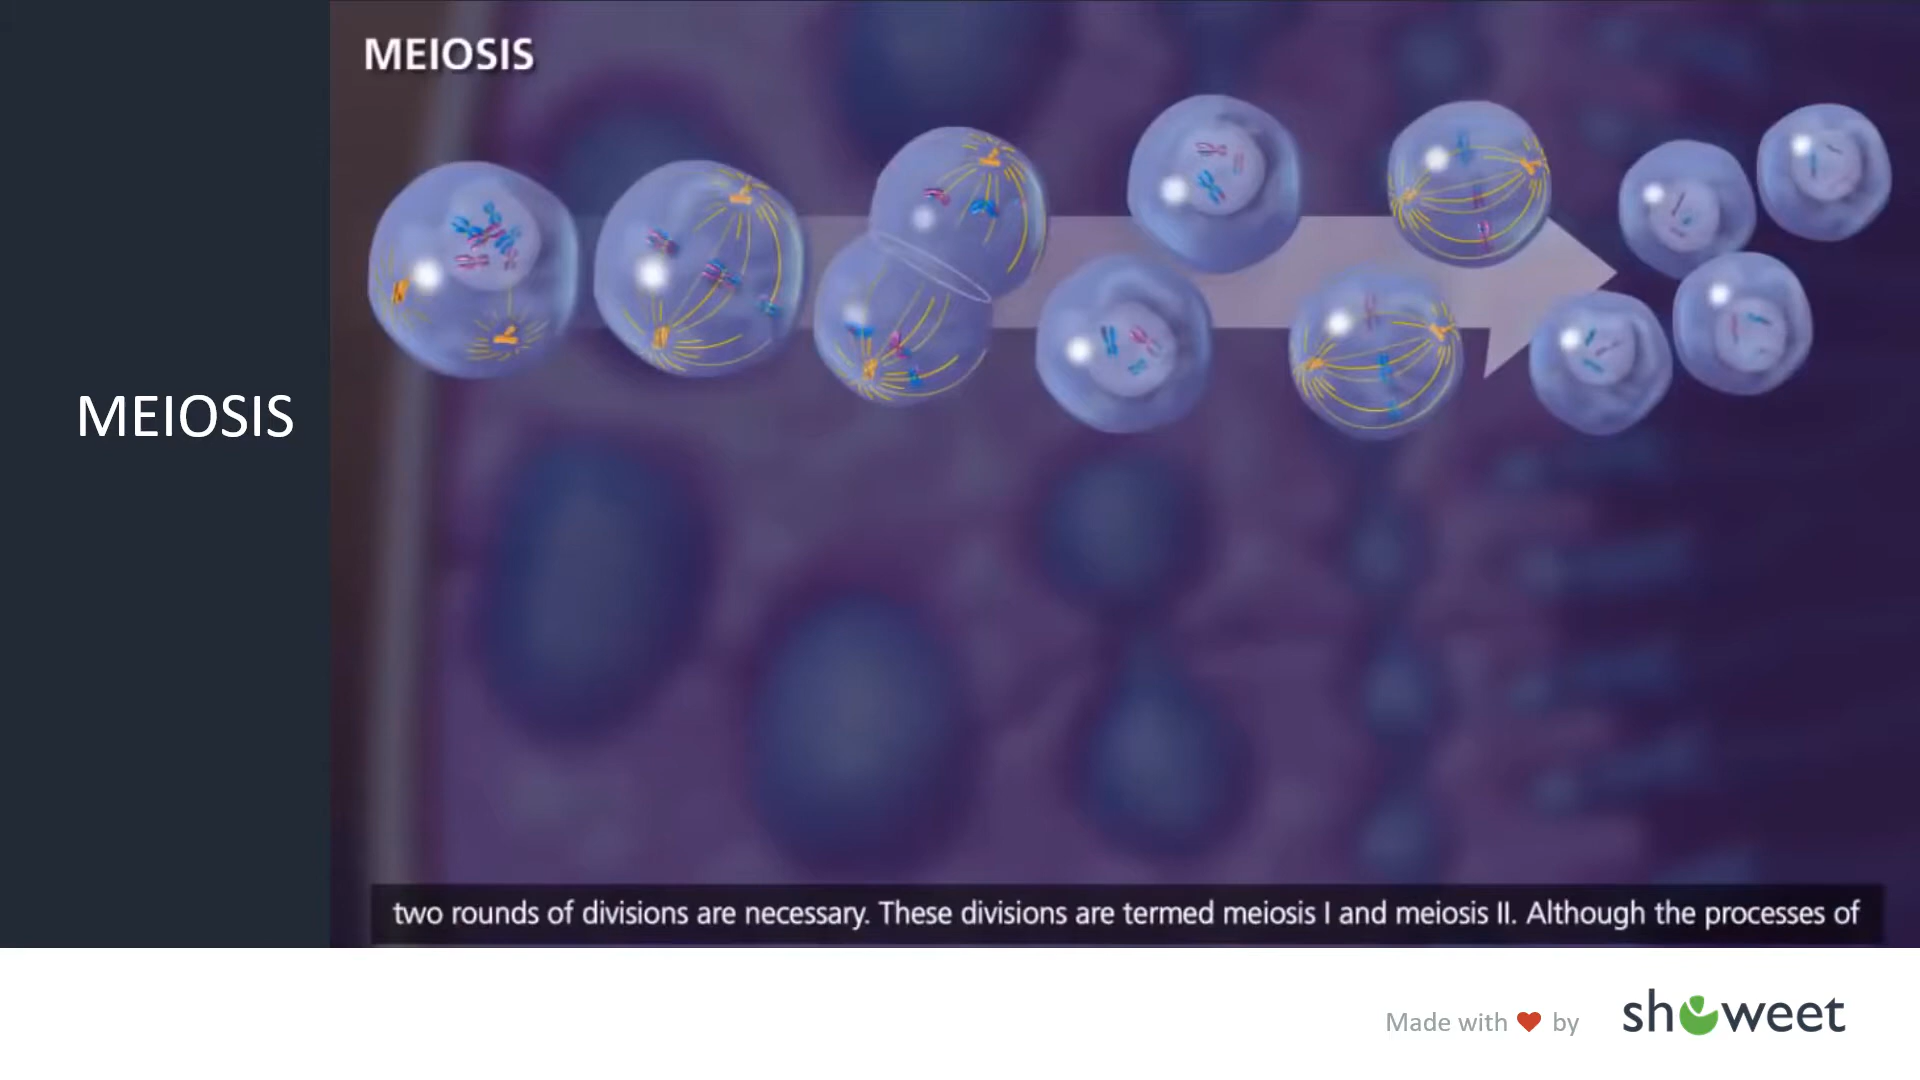 MEIOSIS
MEIOSIS
two rounds of divisions are necessary. These divisions are termed meiosis I and meiosis II. Although the processes of
Made with ❤ by showeet